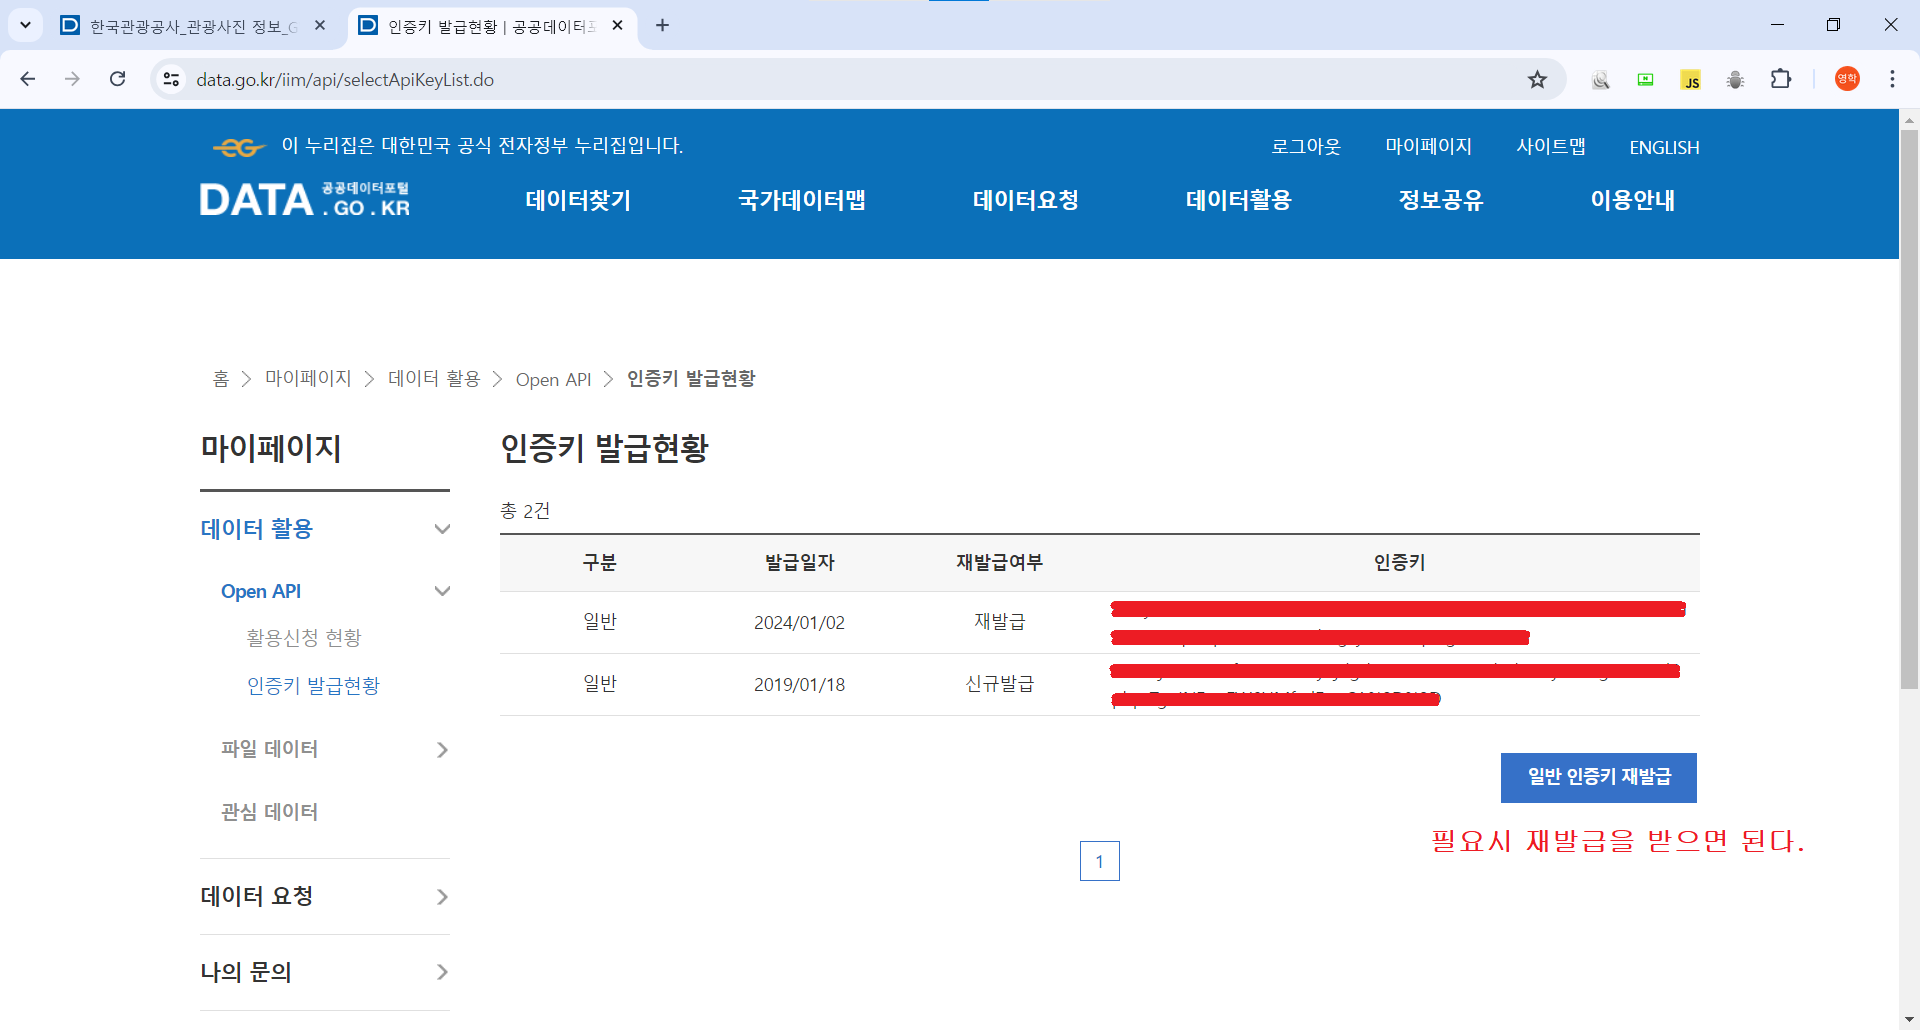 한국관광공사_관광사진 정보_G
인증키 발급현황 | 공공데이터포
data.go.kr/iim/api/selectApiKeyList.do
JS
영학
이 누리집은 대한민국 공식 전자정부 누리집입니다.
로그아웃 마이페이지 사이트맵 ENGLISH
DATA 공공데이터포털 .GO.KR
데이터찾기 국가데이터맵 데이터요청 데이터활용 정보공유 이용안내
홈 > 마이페이지 > 데이터 활용 > Open API > 인증키 발급현황
마이페이지
데이터 활용
Open API
활용신청 현황
인증키 발급현황
파일 데이터
관심 데이터
데이터 요청
나의 문의
인증키 발급현황
총 2건
구분 발급일자 재발급여부 인증키
일반 2024/01/02 재발급
일반 2019/01/18 신규발급
일반 인증키 재발급
필요시 재발급을 받으면 된다.
1